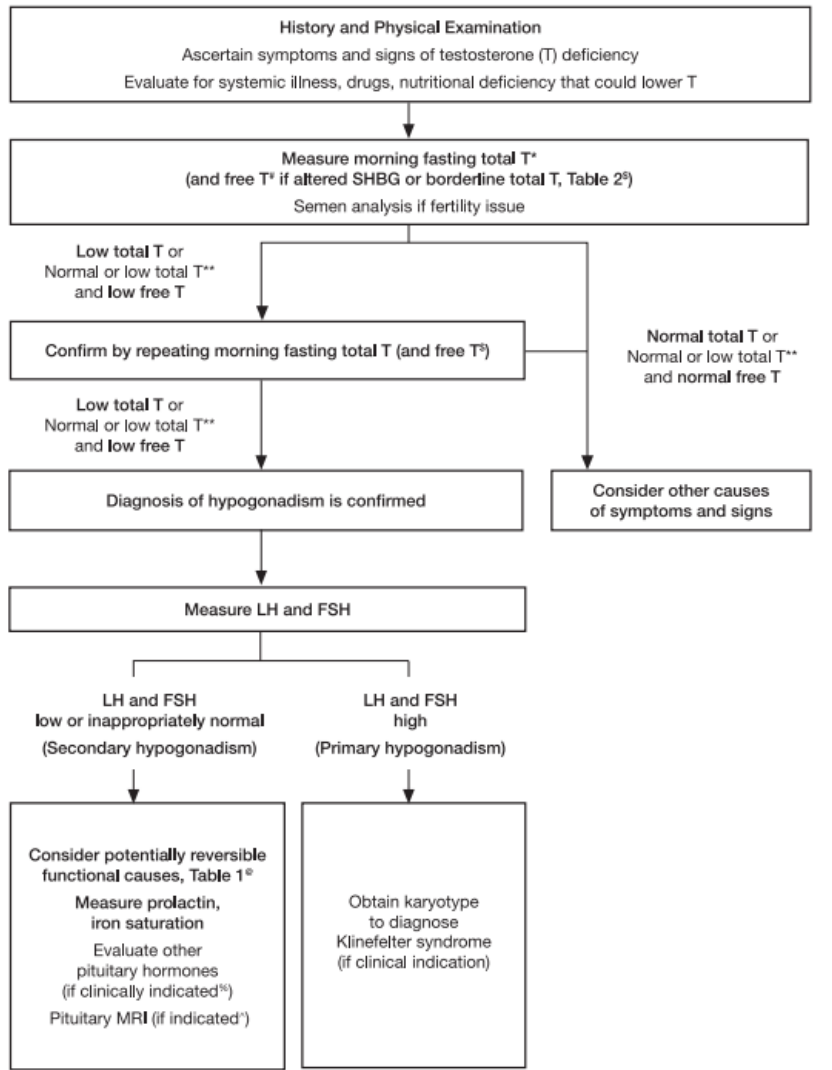 History and Physical Examination
Ascertain symptoms and signs of testosterone (T) deficiency
Evaluate for systemic illness, drugs, nutritional deficiency that could lower T
Measure morning fasting total T*
(and free T¥ if altered SHBG or borderline total T, Table 2$)
Semen analysis if fertility issue
Low total T or
Normal or low total T**
and low free T
Confirm by repeating morning fasting total T (and free T$)
Normal total T or
Normal or low total T**
and normal free T
Low total T or
Normal or low total T**
and low free T
Diagnosis of hypogonadism is confirmed
Consider other causes
of symptoms and signs
Measure LH and FSH
LH and FSH
low or inappropriately normal
(Secondary hypogonadism)
LH and FSH
high
(Primary hypogonadism)
Consider potentially reversible
functional causes, Table 1@
Measure prolactin,
iron saturation
Evaluate other
pituitary hormones
(if clinically indicated%)
Pituitary MRI (if indicated^)
Obtain karyotype
to diagnose
Klinefelter syndrome
(if clinical indication)